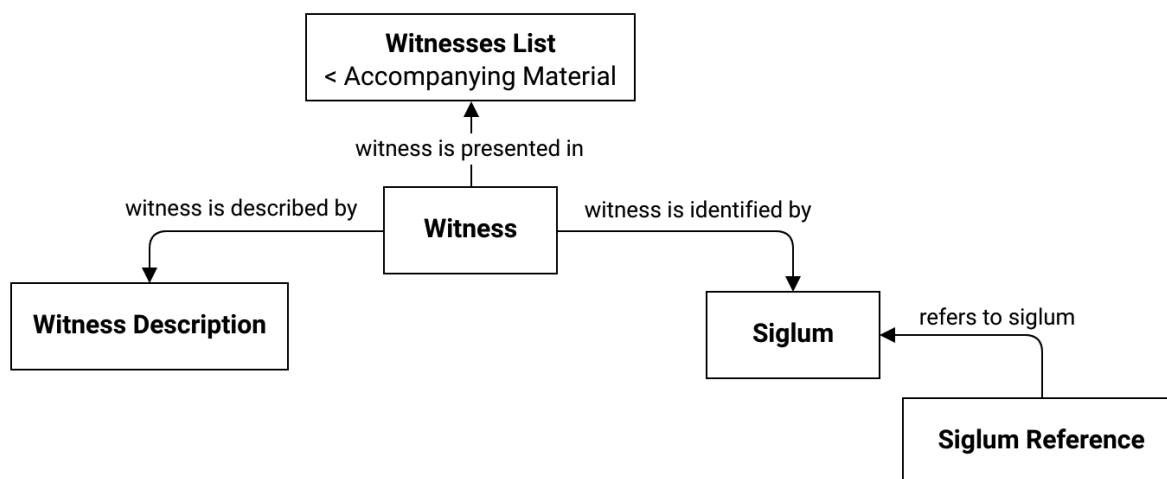 Witnesses List
< Accompanying Material
witness is presented in
witness is described by
witness is identified by
Witness
Witness Description
Siglum
refers to siglum
Siglum Reference